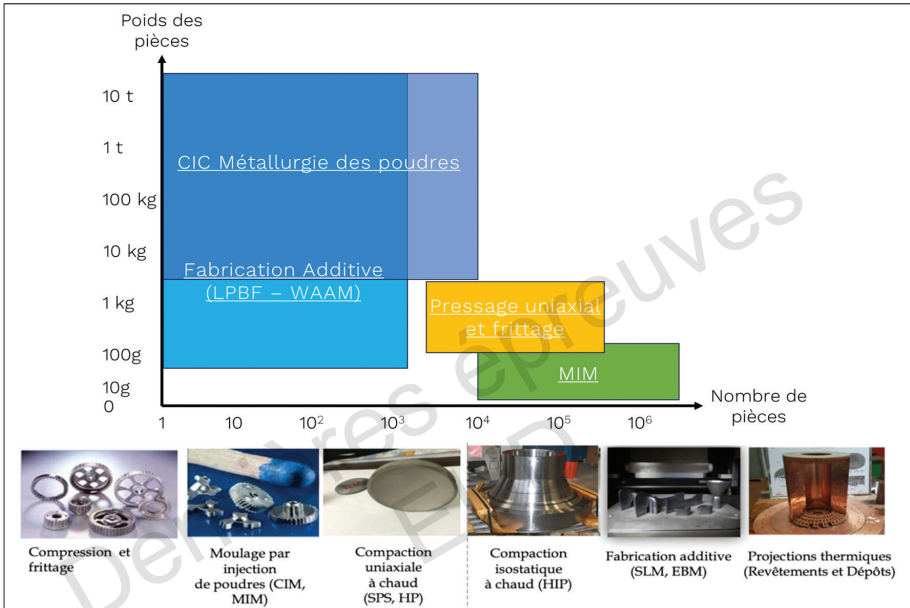 Poids des
pièces
10 t
1 t
100 kg
10 kg
1 kg
100g
10g
0
CIC Métallurgie des poudres
Fabrication Additive
(LPBF – WAAM)
Pressage uniaxial
et frittage
MIM
1
10
10²
10³
10⁴
10⁵
10⁶
Nombre de
pièces
Dernières épreuves
EDP
Compression et
frittage
Moulage par
injection
de poudres (CIM,
MIM)
Compaction
uniaxiale
à chaud
(SPS, HP)
Compaction
isostatique
à chaud (HIP)
Fabrication additive
(SLM, EBM)
Projections thermiques
(Revêtements et Dépôts)